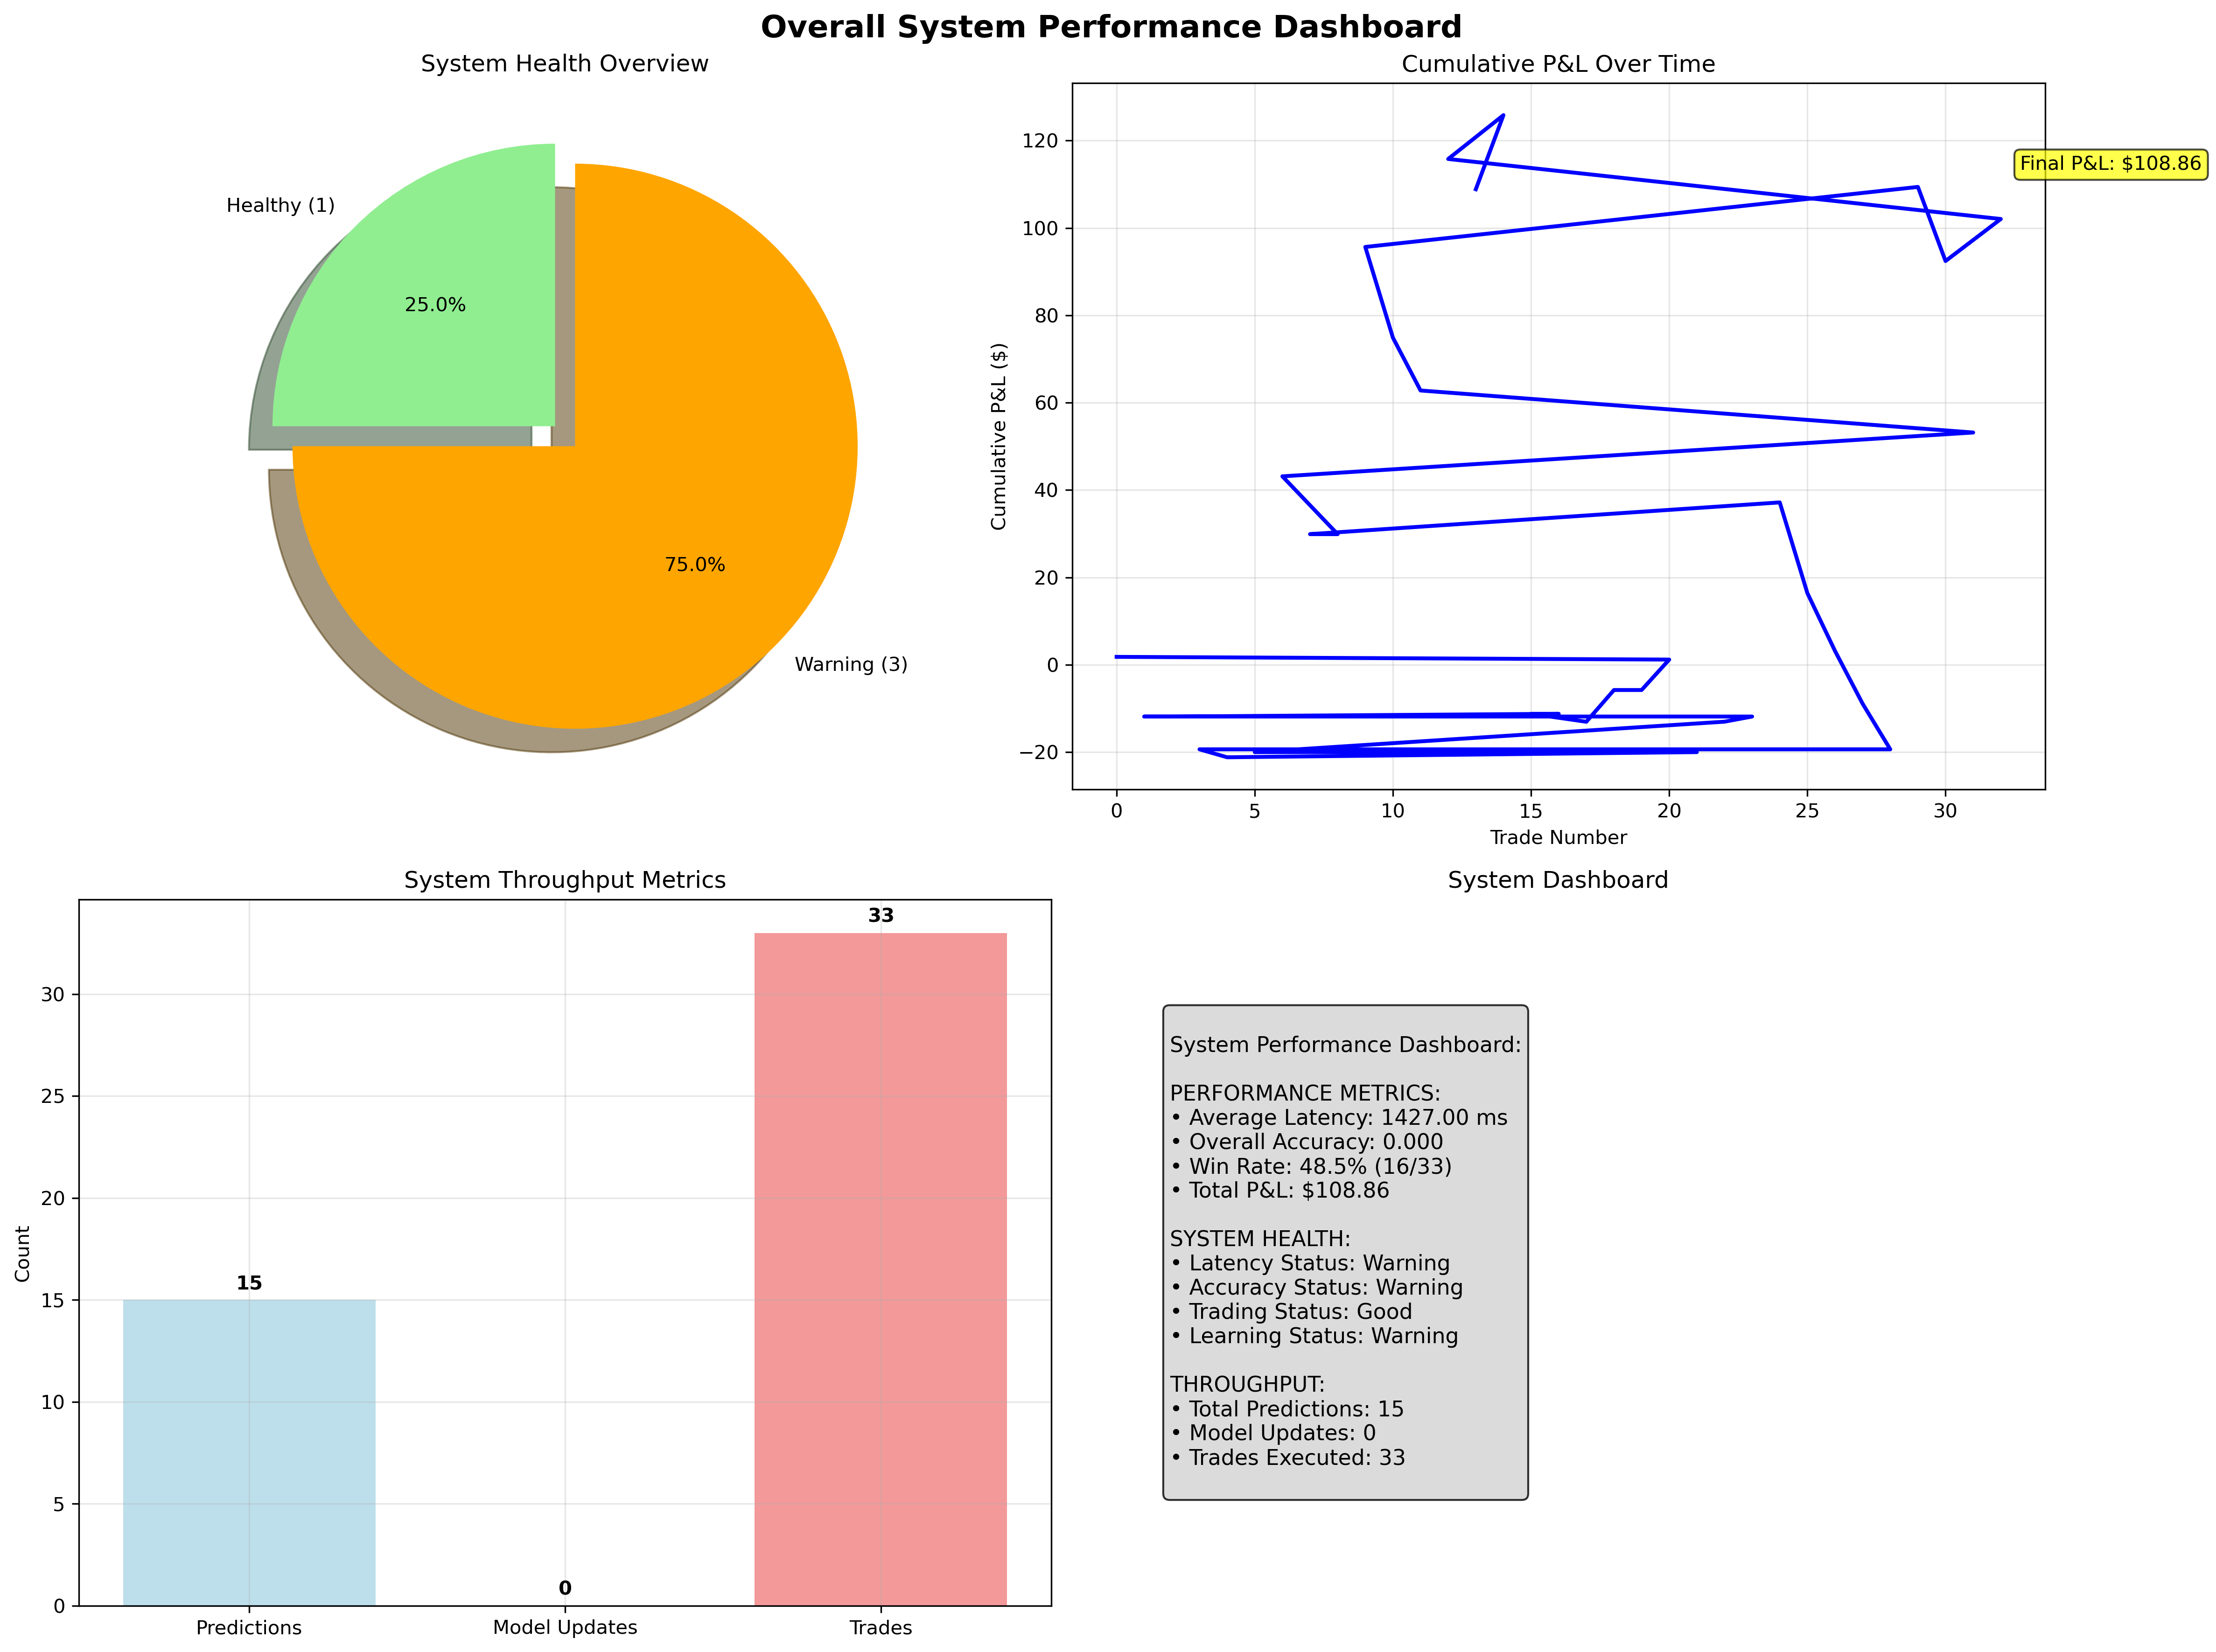 Overall System Performance Dashboard
System Health Overview
Healthy (1)
25.0%
75.0%
Warning (3)
Cumulative P&L Over Time
Cumulative P&L ($)
120
100
80
60
40
20
0
−20
Final P&L: $108.86
0 5 10 15 20 25 30
Trade Number
System Throughput Metrics
Count
30
25
20
15
10
5
0
15
0
33
Predictions Model Updates Trades
System Dashboard
System Performance Dashboard:
PERFORMANCE METRICS:
• Average Latency: 1427.00 ms
• Overall Accuracy: 0.000
• Win Rate: 48.5% (16/33)
• Total P&L: $108.86
SYSTEM HEALTH:
• Latency Status: Warning
• Accuracy Status: Warning
• Trading Status: Good
• Learning Status: Warning
THROUGHPUT:
• Total Predictions: 15
• Model Updates: 0
• Trades Executed: 33